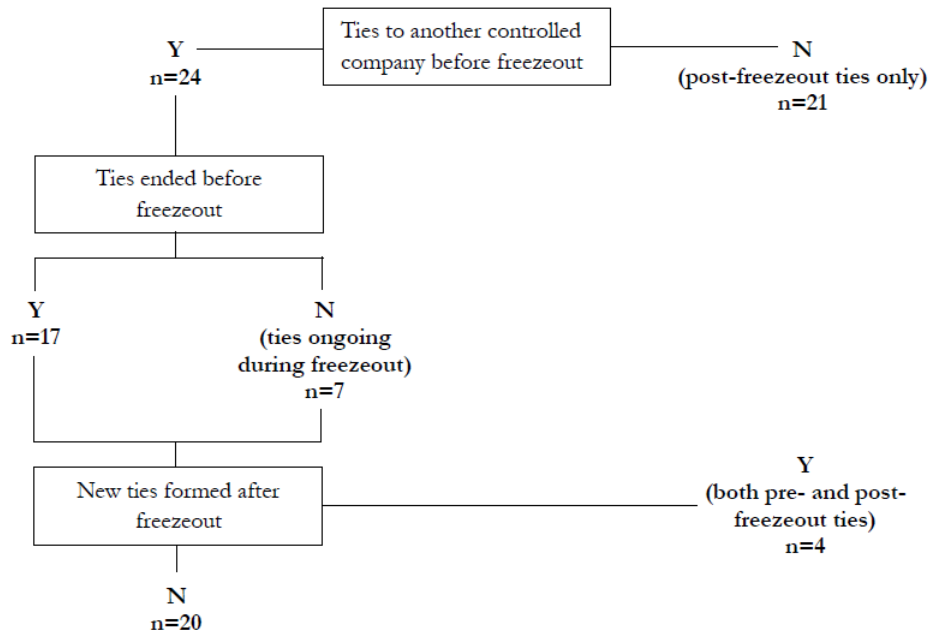 Ties to another controlled
company before freezeout
Y
n=24
N
(post-freezeout ties only)
n=21
Ties ended before
freezeout
Y
n=17
N
(ties ongoing
during freezeout)
n=7
New ties formed after
freezeout
Y
(both pre- and post-
freezeout ties)
n=4
N
n=20